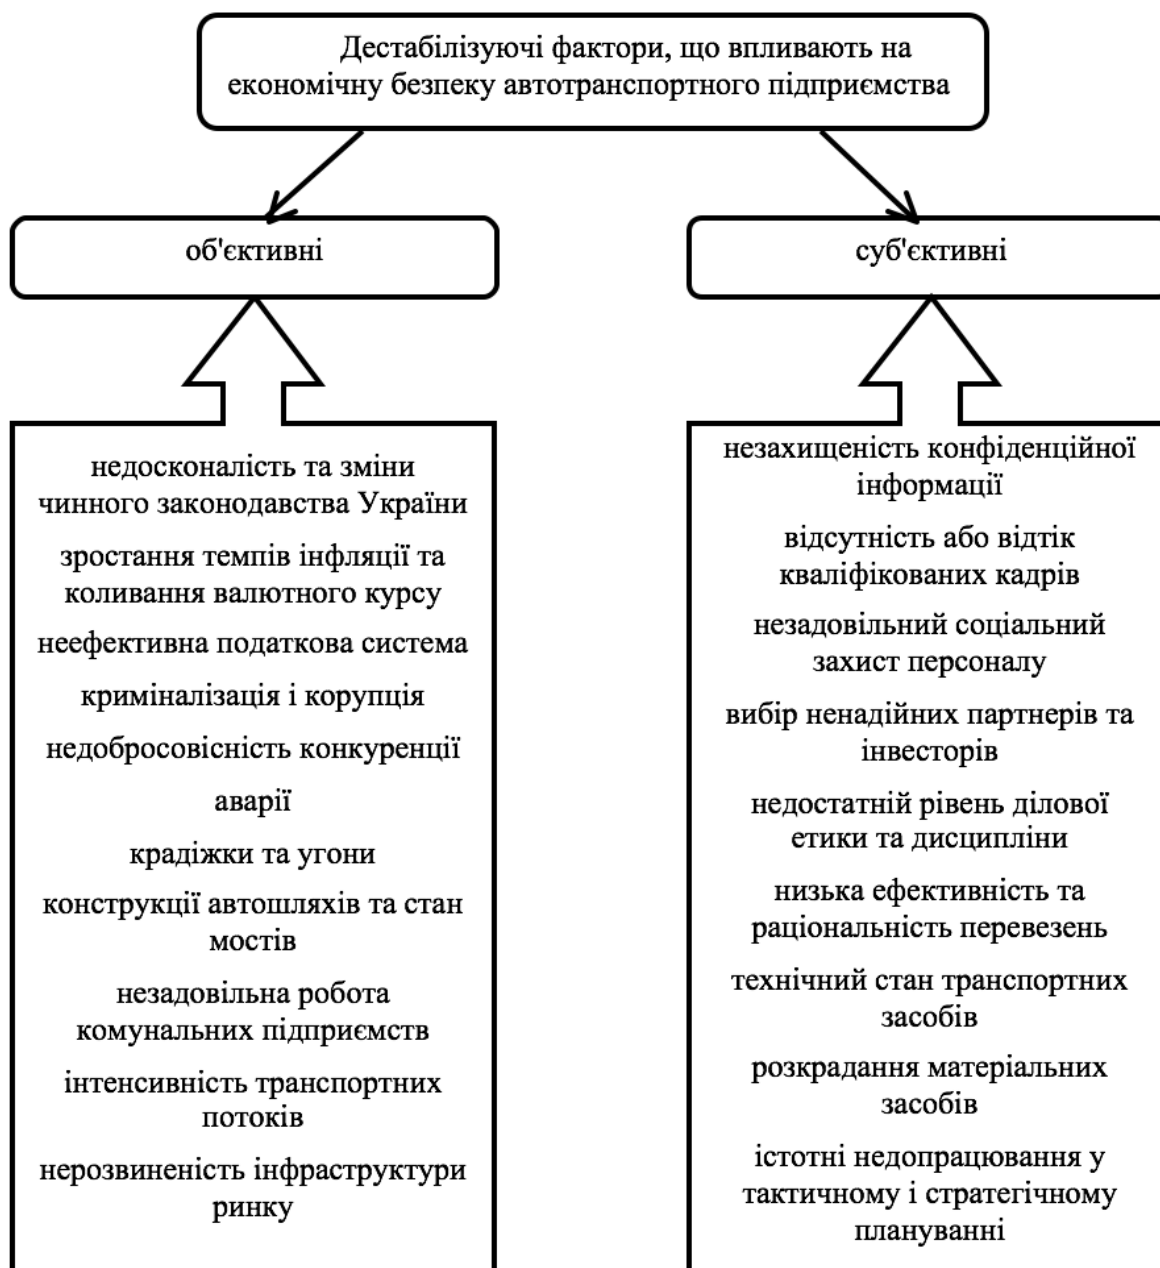 Дестабілізуючі фактори, що впливають на
економічну безпеку автотранспортного підприємства
об'єктивні
недосконалість та зміни
чинного законодавства України
зростання темпів інфляції та
коливання валютного курсу
неефективна податкова система
криміналізація і корупція
недобросовісність конкуренції
аварії
крадіжки та угони
конструкції автошляхів та стан
мостів
незадовільна робота
комунальних підприємств
інтенсивність транспортних
потоків
нерозвиненість інфраструктури
ринку
суб'єктивні
незахищеність конфіденційної
інформації
відсутність або відтік
кваліфікованих кадрів
незадовільний соціальний
захист персоналу
вибір ненадійних партнерів та
інвесторів
недостатній рівень ділової
етики та дисципліни
низька ефективність та
раціональність перевезень
технічний стан транспортних
засобів
розкрадання матеріальних
засобів
істотні недопрацювання у
тактичному і стратегічному
плануванні